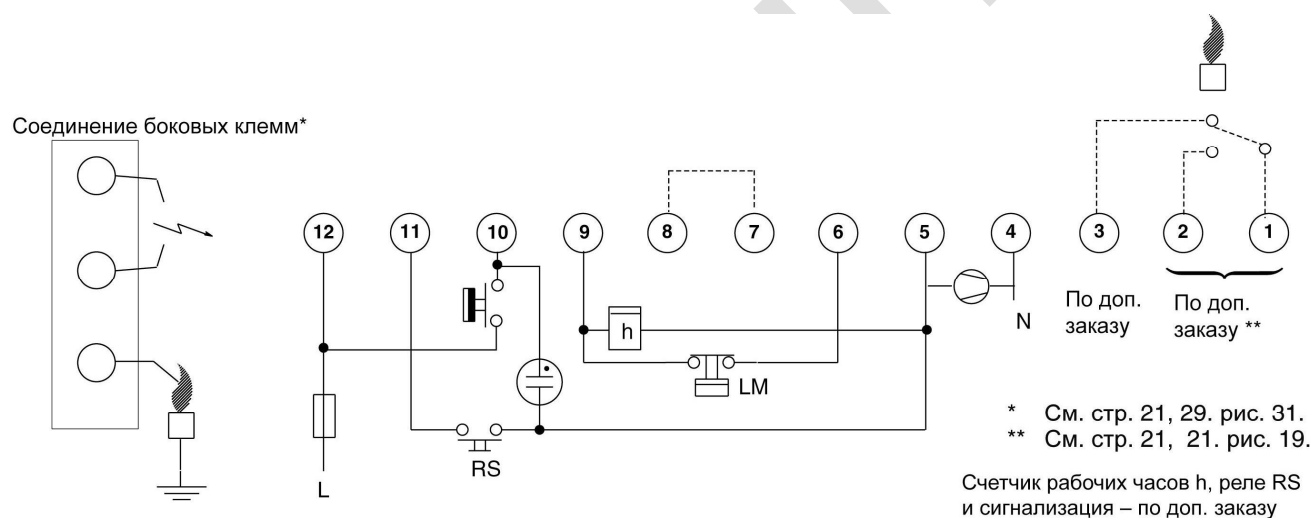 Соединение боковых клемм*
12 11 10 9 8 7 6 5 4 3 2 1
По доп.
заказу
По доп.
заказу **
h
N
LM
RS
L
* См. стр. 21, 29. рис. 31.
** См. стр. 21, 21. рис. 19.
Счетчик рабочих часов h, реле RS
и сигнализация – по доп. заказу